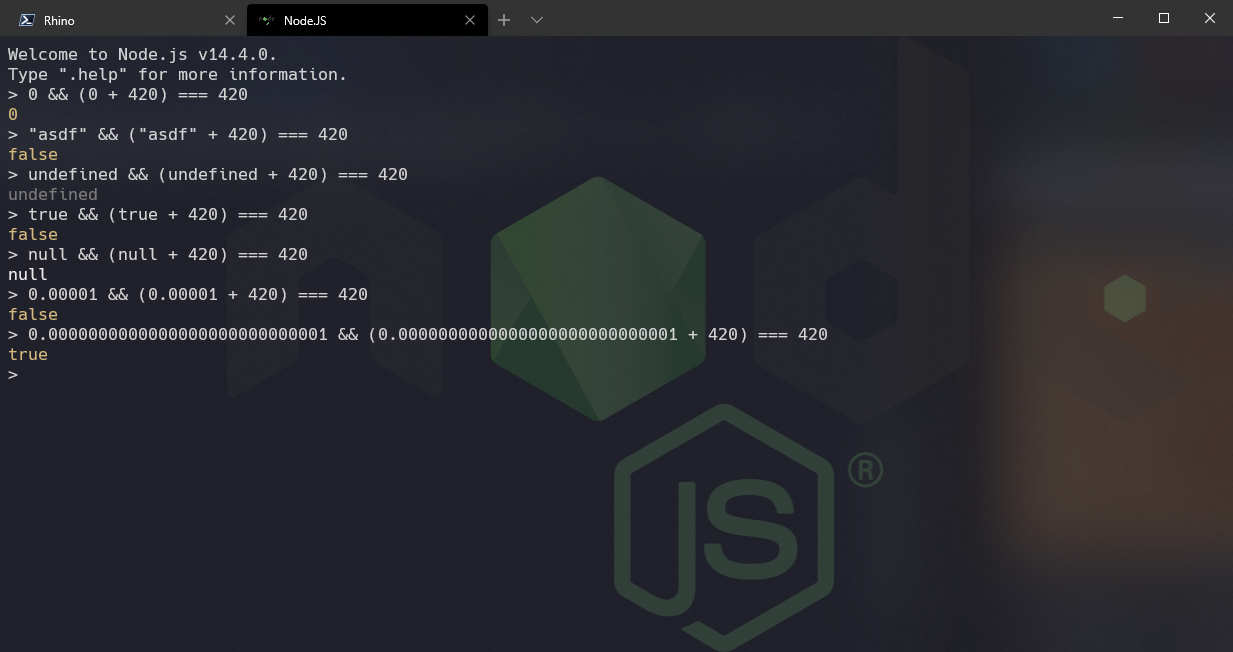 Rhino
Node.JS
Welcome to Node.js v14.4.0.
Type ".help" for more information.
> 0 && (0 + 420) === 420
0
> "asdf" && ("asdf" + 420) === 420
false
> undefined && (undefined + 420) === 420
undefined
> true && (true + 420) === 420
false
> null && (null + 420) === 420
null
> 0.00001 && (0.00001 + 420) === 420
false
> 0.0000000000000000000000000001 && (0.0000000000000000000000000001 + 420) === 420
true
>
JS ®